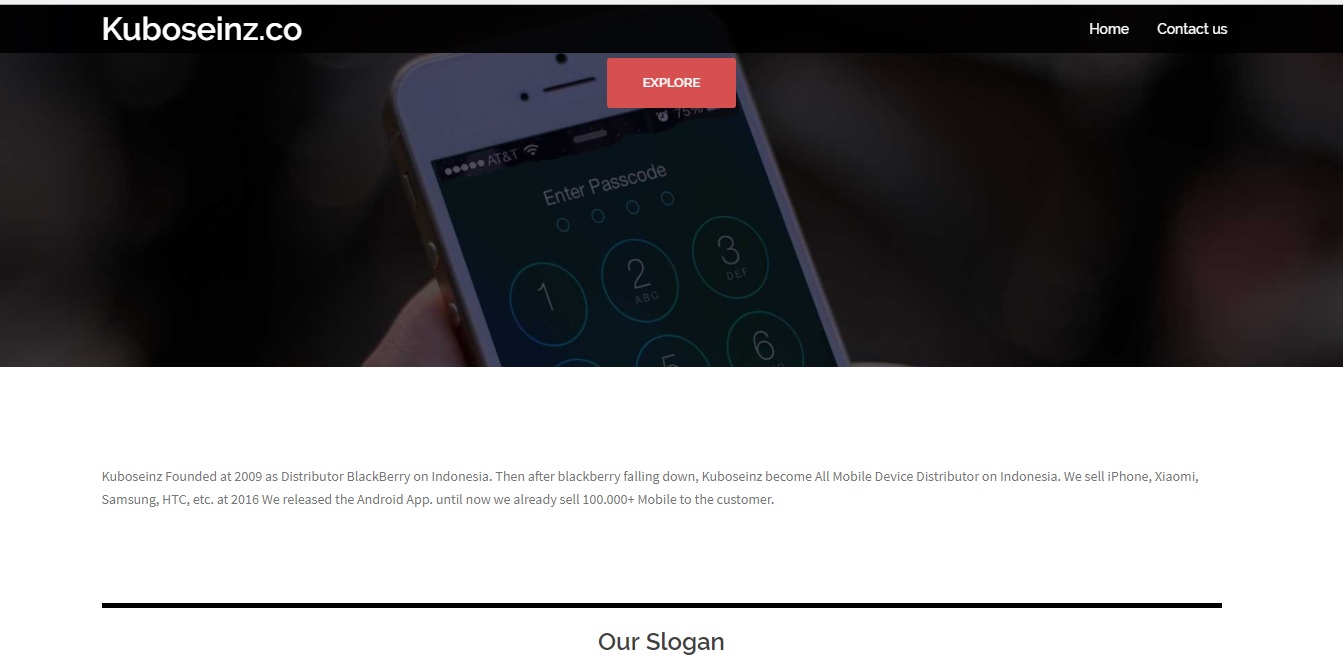 Kuboseinz.co
Home
Contact us
EXPLORE
AT&T
75%
Enter Passcode
1
2
ABC
3
DEF
5
6
Kuboseinz Founded at 2009 as Distributor BlackBerry on Indonesia. Then after blackberry falling down, Kuboseinz become All Mobile Device Distributor on Indonesia. We sell iPhone, Xiaomi,
Samsung, HTC, etc. at 2016 We released the Android App. until now we already sell 100.000+ Mobile to the customer.
Our Slogan